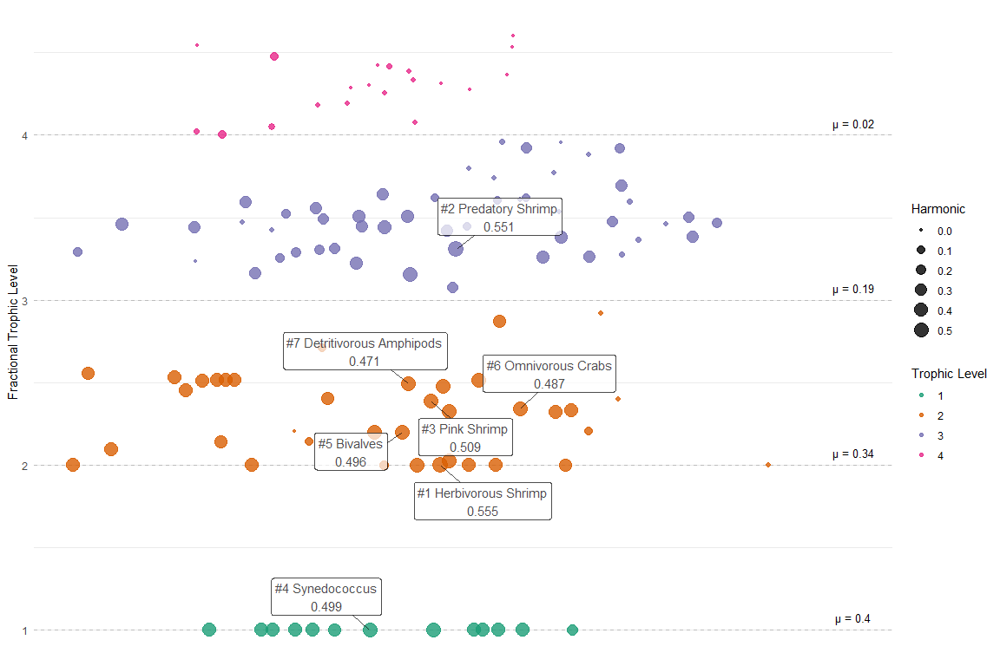 4
μ = 0.02
#2 Predatory Shrimp
0.551
3
μ = 0.19
#7 Detritivorous Amphipods
0.471
#6 Omnivorous Crabs
0.487
#3 Pink Shrimp
0.509
#5 Bivalves
0.496
2
μ = 0.34
#1 Herbivorous Shrimp
0.555
#4 Synedococcus
0.499
1
μ = 0.4
Fractional Trophic Level
Harmonic
0.0
0.1
0.2
0.3
0.4
0.5
Trophic Level
1
2
3
4